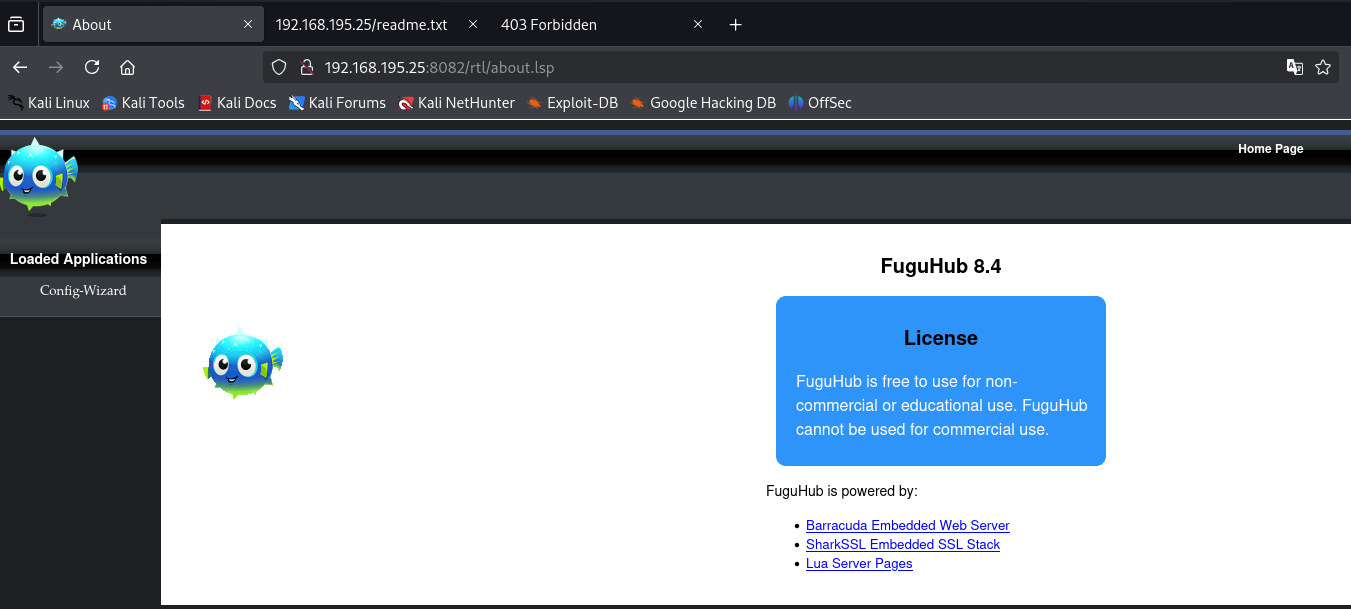 About
192.168.195.25/readme.txt
403 Forbidden
192.168.195.25:8082/rtl/about.lsp
Kali Linux
Kali Tools
Kali Docs
Kali Forums
Kali NetHunter
Exploit-DB
Google Hacking DB
OffSec
Home Page
Loaded Applications
Config-Wizard
FuguHub 8.4
License
FuguHub is free to use for non-
commercial or educational use. FuguHub
cannot be used for commercial use.
FuguHub is powered by:
Barracuda Embedded Web Server
SharkSSL Embedded SSL Stack
Lua Server Pages